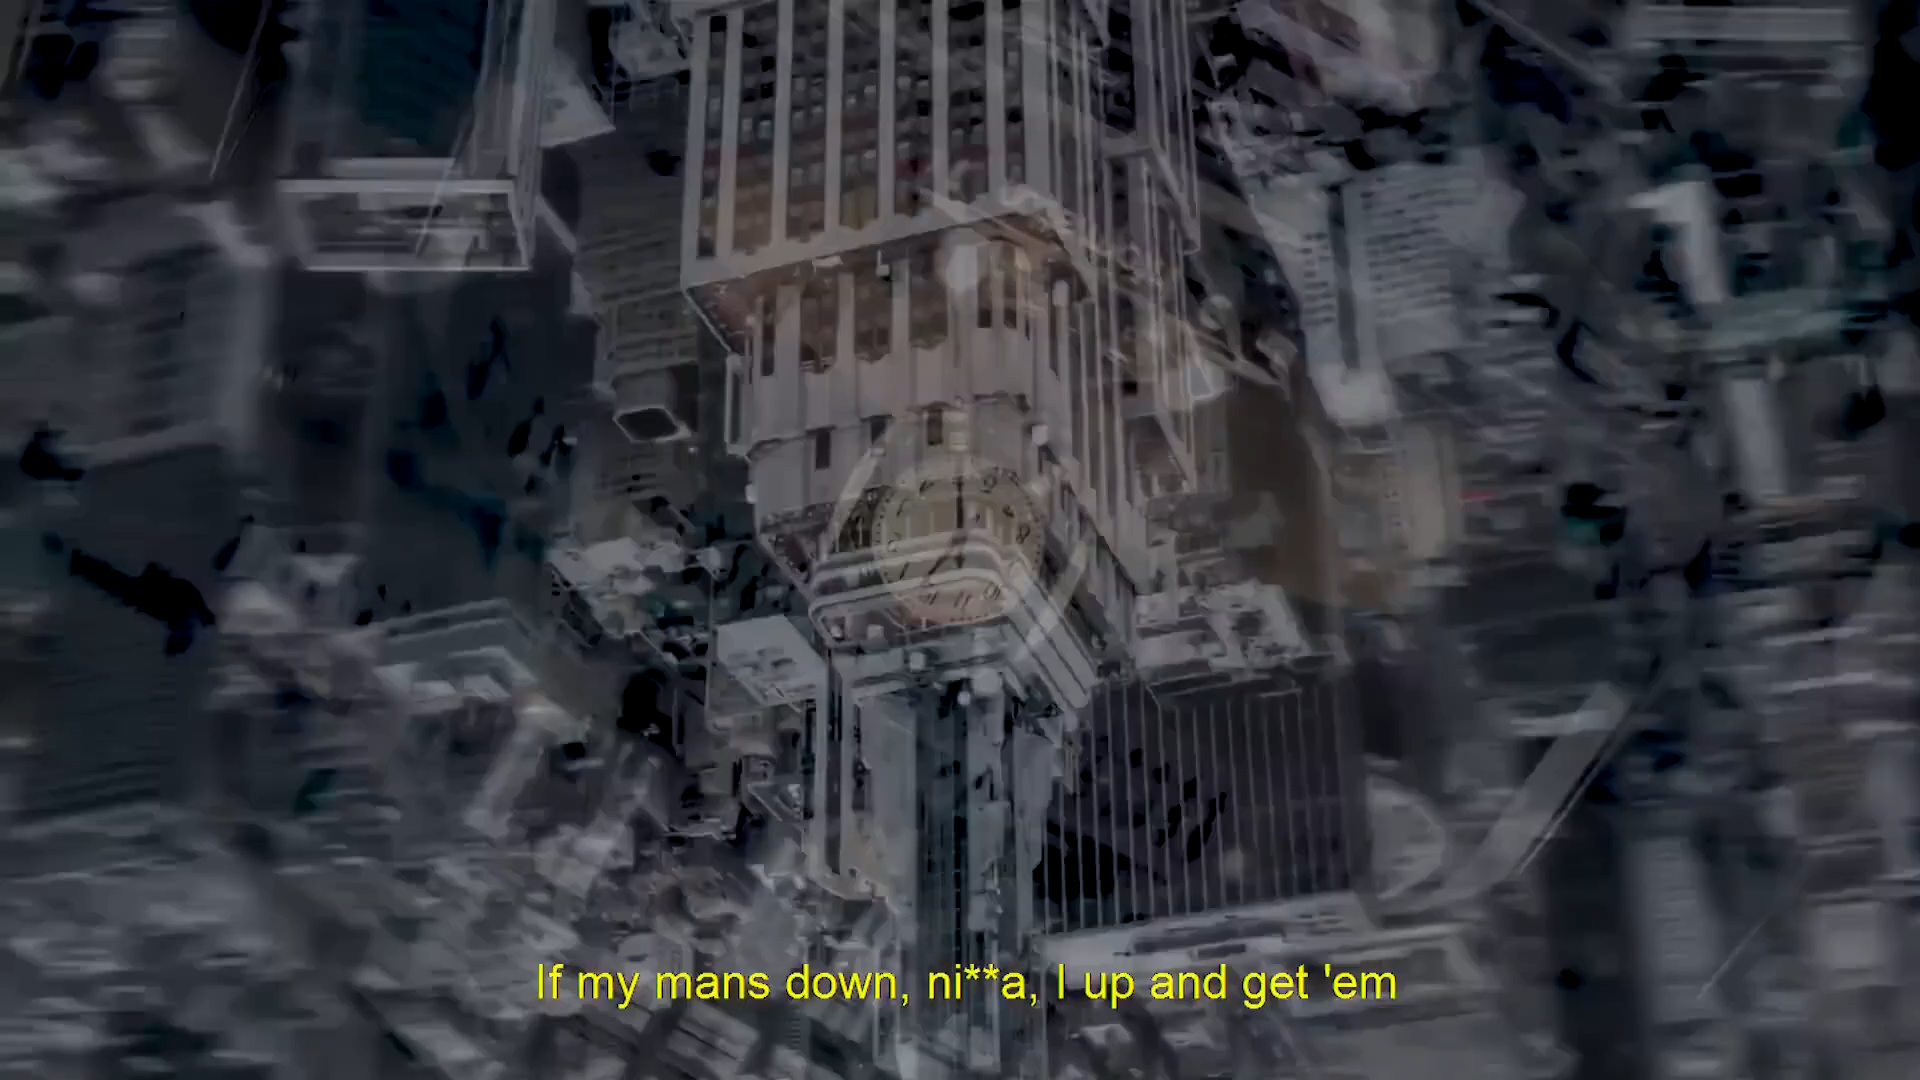 If my mans down, ni**a, I up and get 'em